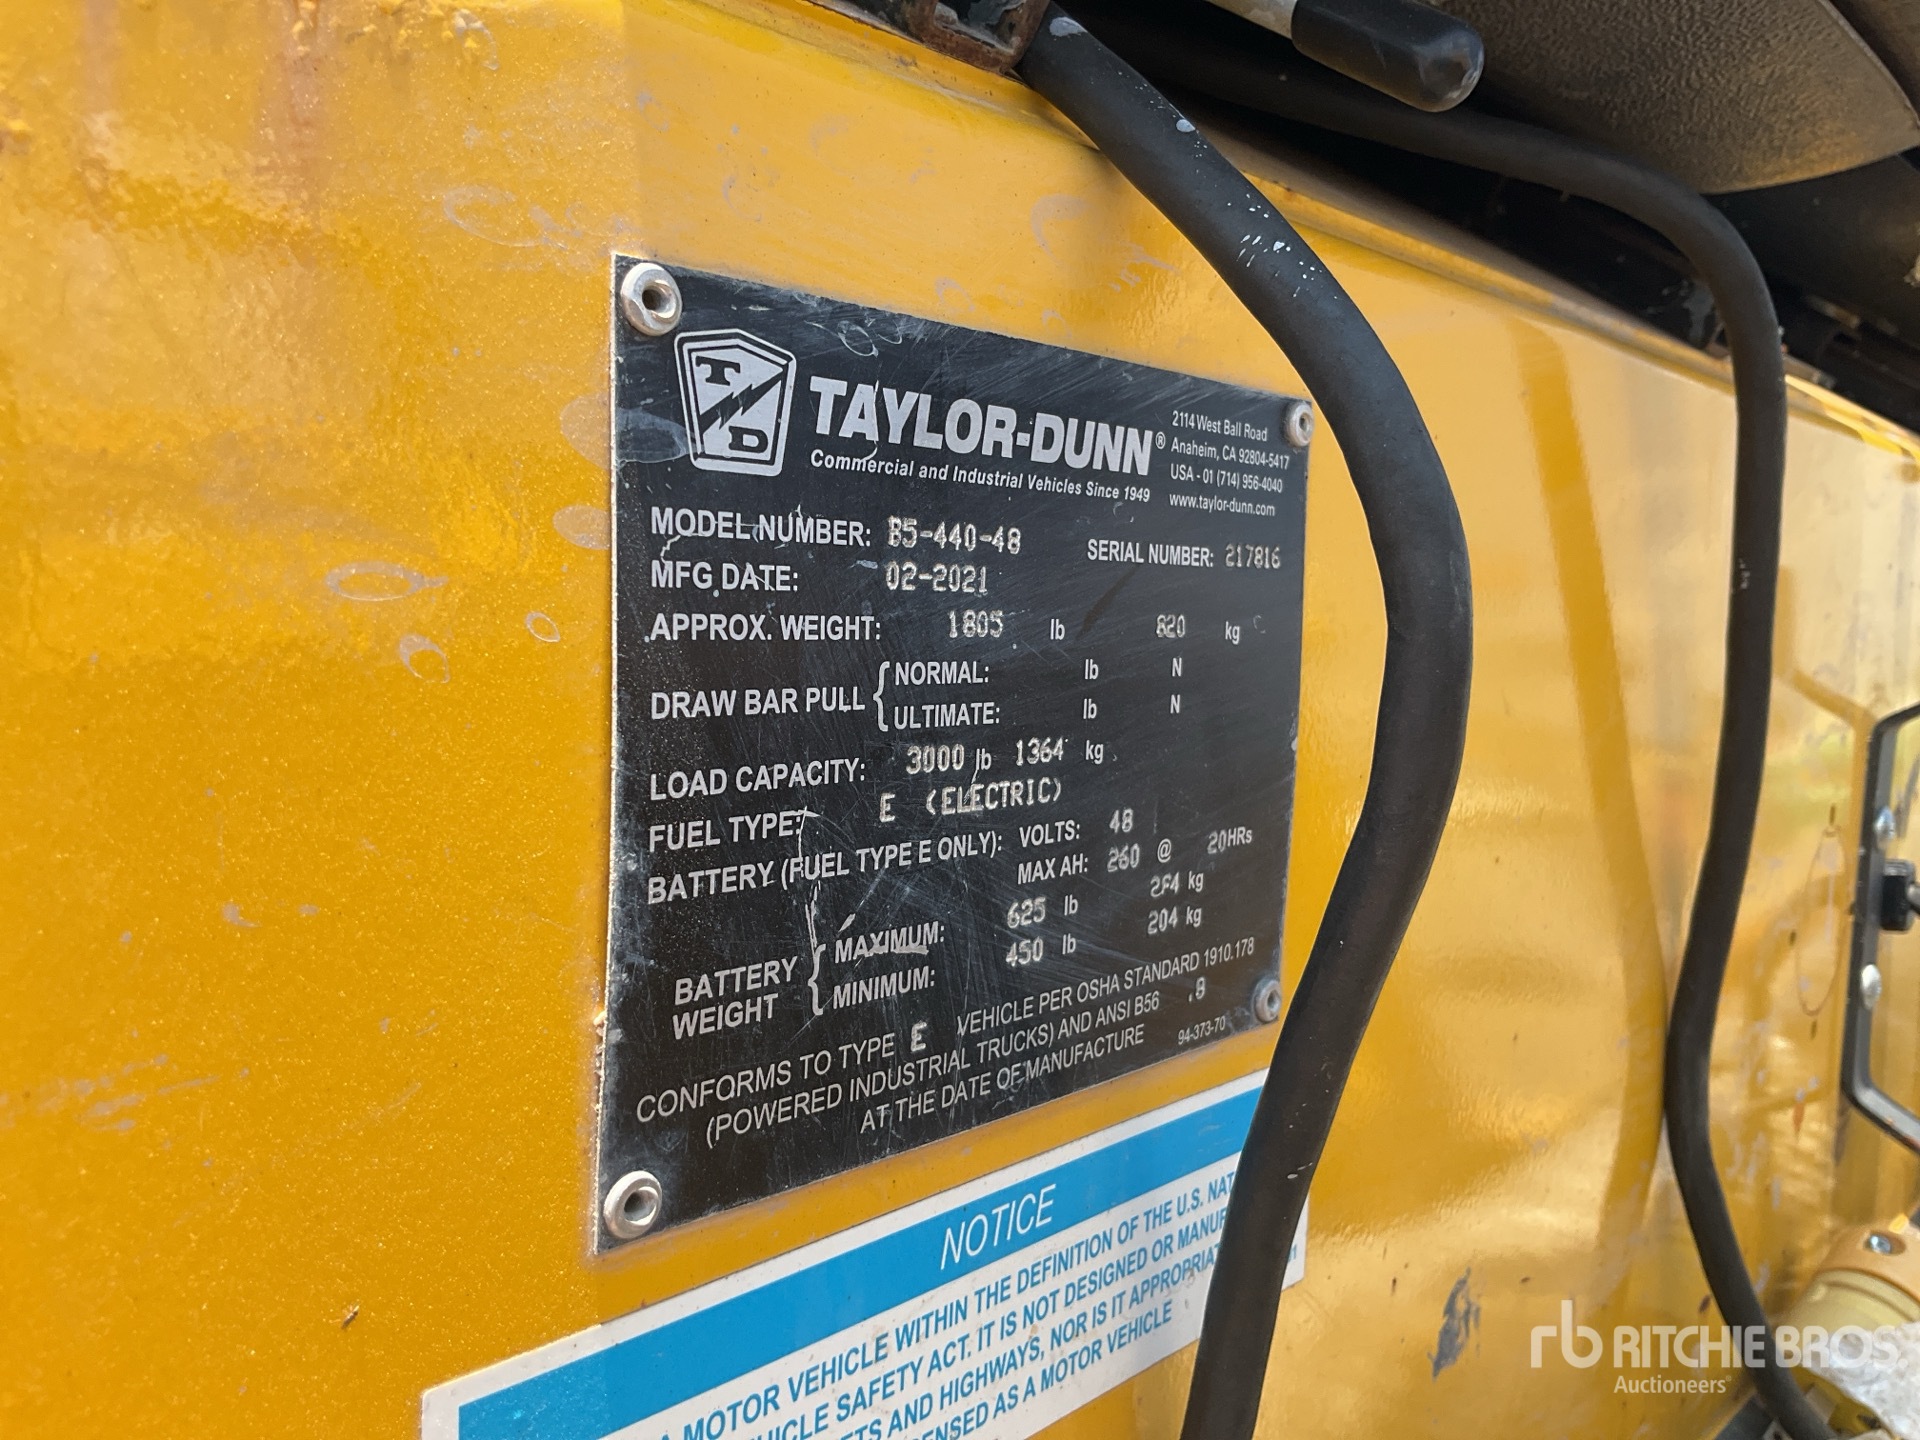 TD
TAYLOR-DUNN®
Commercial and Industrial Vehicles Since 1949
2114 West Ball Road
Anaheim, CA 92804-5417
USA - 01 (714) 956-4040
www.taylor-dunn.com
MODEL NUMBER: B5-440-48 SERIAL NUMBER: 217816
MFG DATE: 02-2021
APPROX. WEIGHT: 1805 lb 820 kg
DRAW BAR PULL { NORMAL: lb N
ULTIMATE: lb N
LOAD CAPACITY: 3000 lb 1364 kg
FUEL TYPE: E (ELECTRIC)
BATTERY (FUEL TYPE E ONLY): VOLTS: 48
MAX AH: 260 @ 20HRs
BATTERY WEIGHT { MAXIMUM: 625 lb 284 kg
MINIMUM: 450 lb 204 kg
CONFORMS TO TYPE E VEHICLE PER OSHA STANDARD 1910.178
(POWERED INDUSTRIAL TRUCKS) AND ANSI B56 .8
AT THE DATE OF MANUFACTURE 94-373-70
NOTICE
A MOTOR VEHICLE WITHIN THE DEFINITION OF THE U.S.
SAFETY ACT. IT IS NOT DESIGNED OR
AND HIGHWAYS, NOR IS IT
AS A MOTOR VEHICLE
rb RITCHIE BROS
Auctioneers